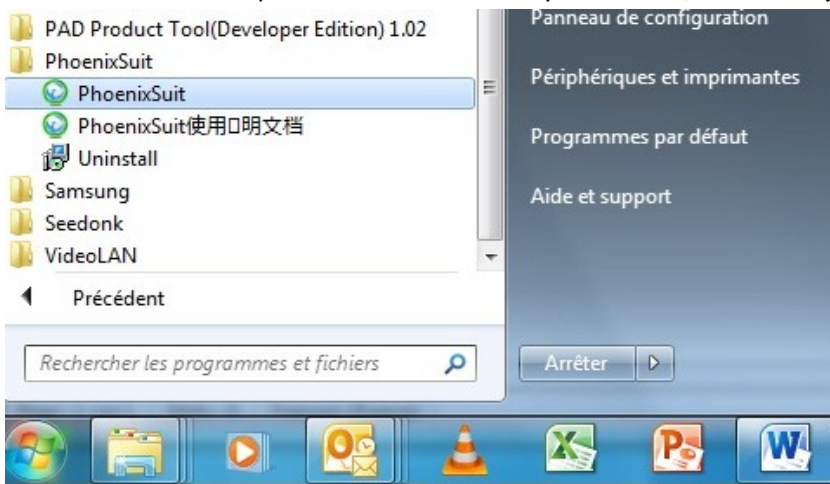 PAD Product Tool(Developer Edition) 1.02
PhoenixSuit
PhoenixSuit
PhoenixSuit使用□明文档
Uninstall
Samsung
Seedonk
VideoLAN
Précédent
Rechercher les programmes et fichiers
Panneau de configuration
Périphériques et imprimantes
Programmes par défaut
Aide et support
Arrêter